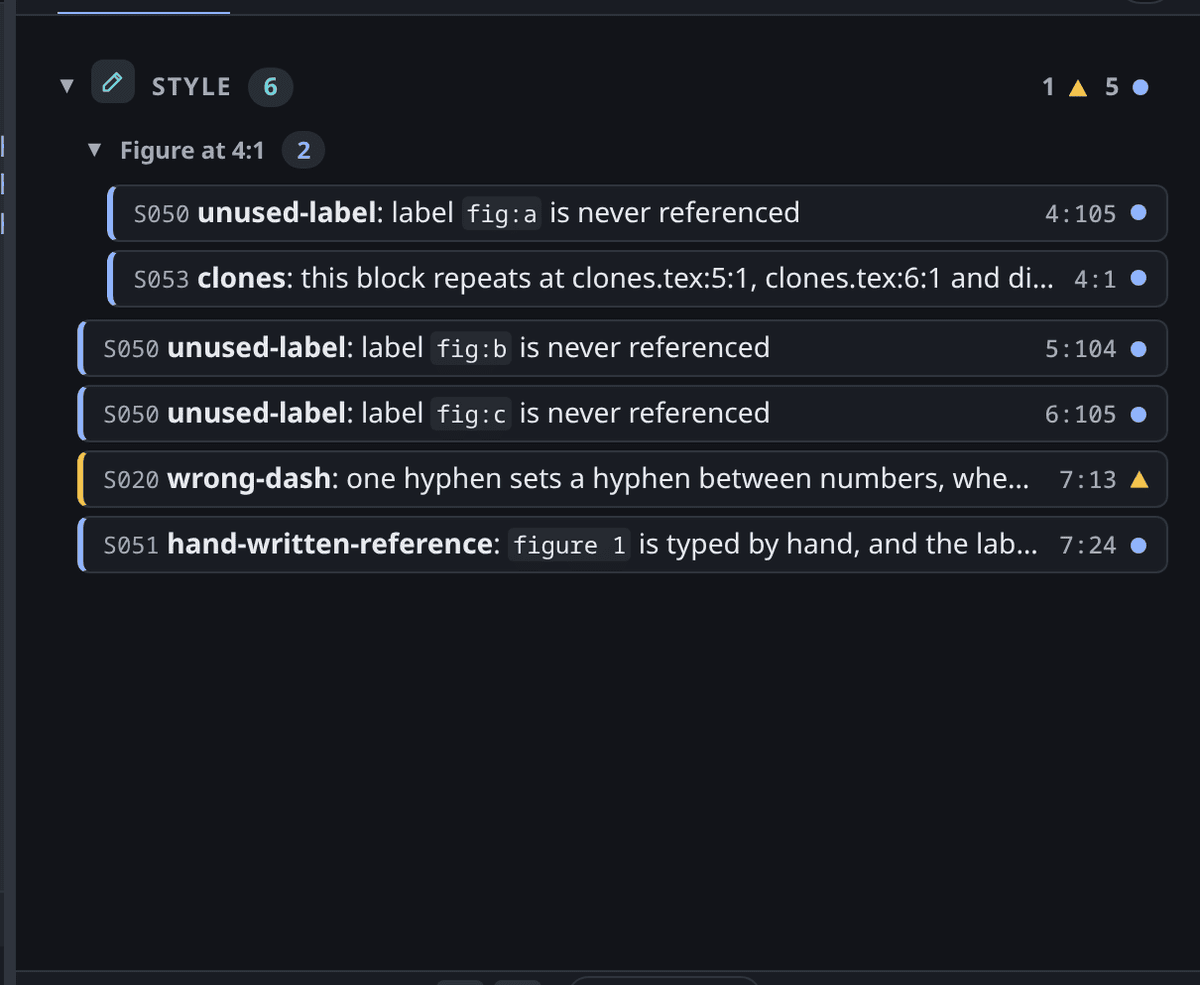 ▼ STYLE 6 1 ▲ 5 ●
▼ Figure at 4:1 2
S050 unused-label: label fig:a is never referenced 4:105
S053 clones: this block repeats at clones.tex:5:1, clones.tex:6:1 and di... 4:1
S050 unused-label: label fig:b is never referenced 5:104
S050 unused-label: label fig:c is never referenced 6:105
S020 wrong-dash: one hyphen sets a hyphen between numbers, whe... 7:13
S051 hand-written-reference: figure 1 is typed by hand, and the lab... 7:24